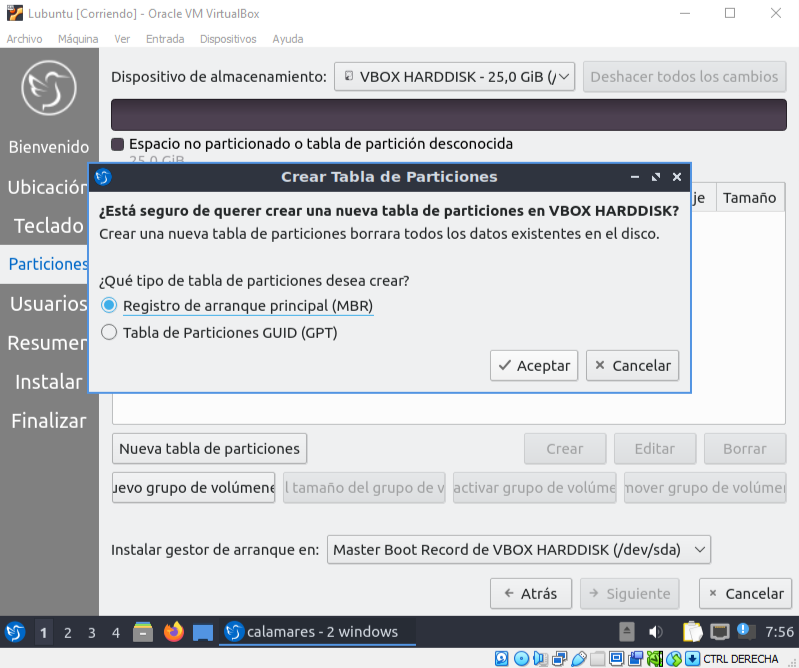 Lubuntu [Corriendo] - Oracle VM VirtualBox
Archivo Máquina Ver Entrada Dispositivos Ayuda
Dispositivo de almacenamiento: VBOX HARDDISK - 25,0 GiB (/ Deshacer todos los cambios
Bienvenido
Espacio no particionado o tabla de partición desconocida
25.0 GiB
Ubicación
Teclado
Particiones
Usuarios
Resumen
Instalar
Finalizar
Crear Tabla de Particiones
je Tamaño
¿Está seguro de querer crear una nueva tabla de particiones en VBOX HARDDISK?
Crear una nueva tabla de particiones borrara todos los datos existentes en el disco.
¿Qué tipo de tabla de particiones desea crear?
Registro de arranque principal (MBR)
Tabla de Particiones GUID (GPT)
Aceptar Cancelar
Nueva tabla de particiones Crear Editar Borrar
uevo grupo de volúmene l tamaño del grupo de v activar grupo de volúme mover grupo de volúmen
Instalar gestor de arranque en: Master Boot Record de VBOX HARDDISK (/dev/sda)
Atrás Siguiente Cancelar
1 2 3 4 calamares - 2 windows 7:56
CTRL DERECHA